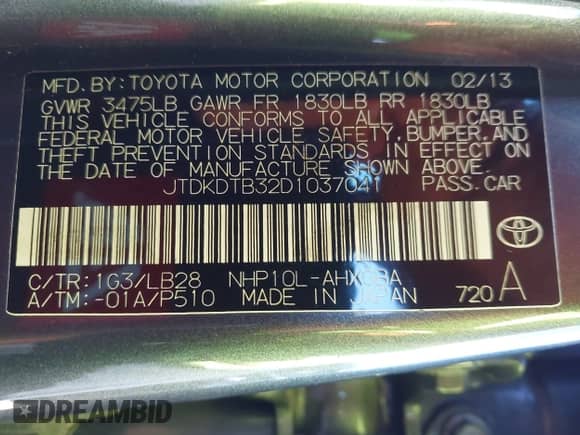 MFD. BY: TOYOTA MOTOR CORPORATION 02/13
GVWR 3475LB GAWR FR 1830LB RR 1830LB
THIS VEHICLE CONFORMS TO ALL APPLICABLE
FEDERAL MOTOR VEHICLE SAFETY, BUMPER, AND
THEFT PREVENTION STANDARDS IN EFFECT ON
THE DATE OF MANUFACTURE SHOWN ABOVE.
JTDKDTB32D1037041 PASS. CAR
C/TR: 1G3/LB28 NHP10L-
A/TM: -01A/P510 MADE IN JAPAN 720 A
TOYOTA
DREAMBID